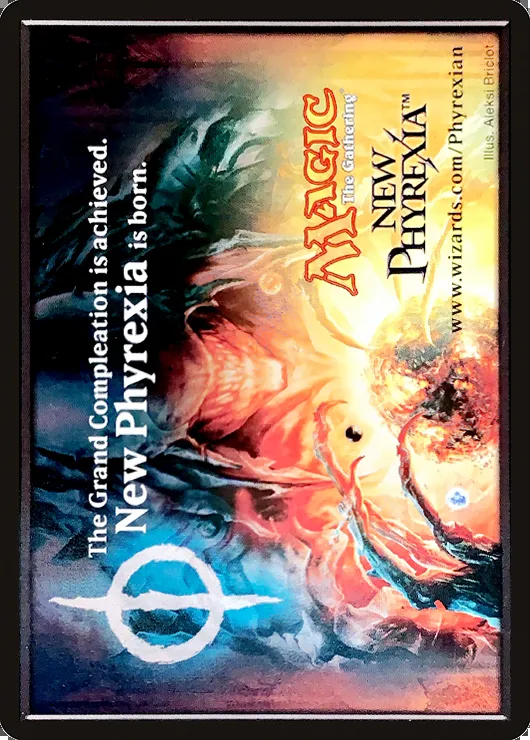 The Grand Compleation is achieved.
New Phyrexia is born.
MAGIC
The Gathering®
NEW
PHYREXIA™
www.wizards.com/Phyrexian
Illus. Aleksi Briclot